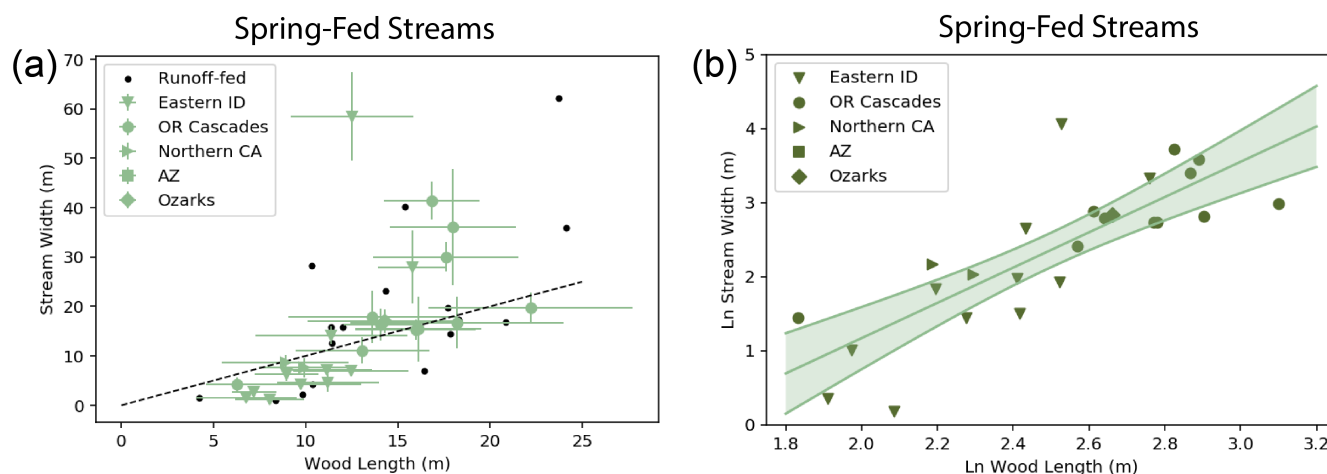 Spring-Fed Streams
(a)
Runoff-fed
Eastern ID
OR Cascades
Northern CA
AZ
Ozarks
Stream Width (m)
70
60
50
40
30
20
10
0
0 5 10 15 20 25
Wood Length (m)
Spring-Fed Streams
(b)
Eastern ID
OR Cascades
Northern CA
AZ
Ozarks
Ln Stream Width (m)
5
4
3
2
1
0
1.8 2.0 2.2 2.4 2.6 2.8 3.0 3.2
Ln Wood Length (m)